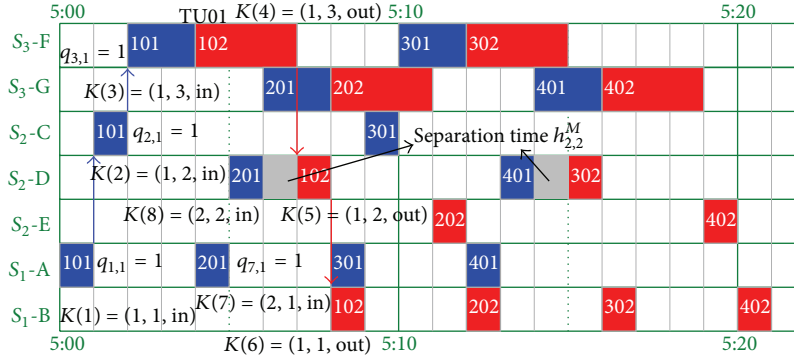 5:00 TU01 K(4) = (1, 3, out) 5:10 5:20
S₃-F q₃,₁ = 1 101 102 301 302
S₃-G K(3) = (1, 3, in) 201 202 401 402
S₂-C 101 q₂,₁ = 1 301 Separation time h₂,₂ᴹ
S₂-D K(2) = (1, 2, in) 201 102 401 302
S₂-E K(8) = (2, 2, in) K(5) = (1, 2, out) 202 402
S₁-A 101 q₁,₁ = 1 201 q₇,₁ = 1 301 401
S₁-B K(1) = (1, 1, in) K(7) = (2, 1, in) 102 202 302 402
5:00 K(6) = (1, 1, out) 5:10 5:20